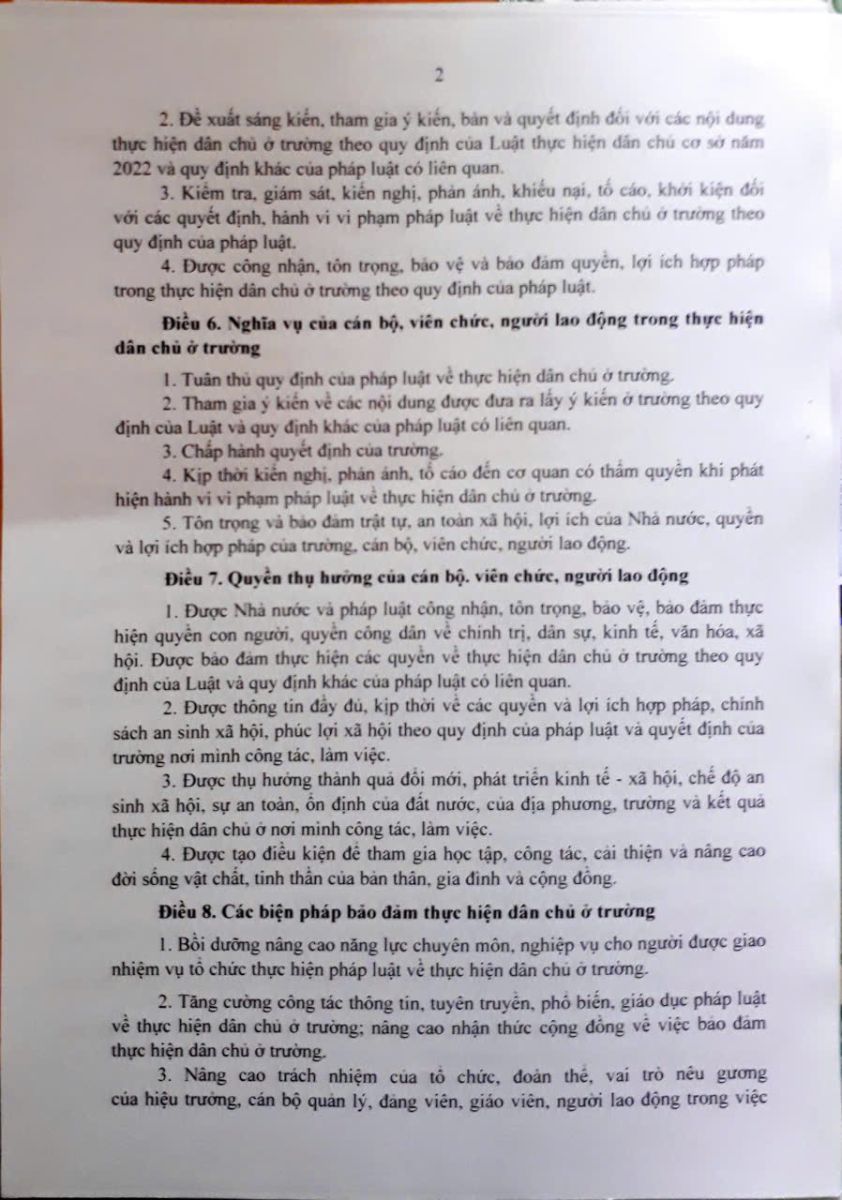 2
2. Đề xuất sáng kiến, tham gia ý kiến, bàn và quyết định đối với các nội dung
thực hiện dân chủ ở trường theo quy định của Luật thực hiện dân chủ cơ sở năm
2022 và quy định khác của pháp luật có liên quan.
3. Kiểm tra, giám sát, kiến nghị, phản ánh, khiếu nại, tố cáo, khởi kiện đối
với các quyết định, hành vi vi phạm pháp luật về thực hiện dân chủ ở trường theo
quy định của pháp luật.
4. Được công nhận, tôn trọng, bảo vệ và bảo đảm quyền, lợi ích hợp pháp
trong thực hiện dân chủ ở trường theo quy định của pháp luật.
Điều 6. Nghĩa vụ của cán bộ, viên chức, người lao động trong thực hiện
dân chủ ở trường
1. Tuân thủ quy định của pháp luật về thực hiện dân chủ ở trường.
2. Tham gia ý kiến về các nội dung được đưa ra lấy ý kiến ở trường theo quy
định của Luật và quy định khác của pháp luật có liên quan.
3. Chấp hành quyết định của trường.
4. Kịp thời kiến nghị, phản ánh, tố cáo đến cơ quan có thẩm quyền khi phát
hiện hành vi vi phạm pháp luật về thực hiện dân chủ ở trường.
5. Tôn trọng và bảo đảm trật tự, an toàn xã hội, lợi ích của Nhà nước, quyền
và lợi ích hợp pháp của trường, cán bộ, viên chức, người lao động.
Điều 7. Quyền thụ hưởng của cán bộ. viên chức, người lao động
1. Được Nhà nước và pháp luật công nhận, tôn trọng, bảo vệ, bảo đảm thực
hiện quyền con người, quyền công dân về chính trị, dân sự, kinh tế, văn hóa, xã
hội. Được bảo đảm thực hiện các quyền về thực hiện dân chủ ở trường theo quy
định của Luật và quy định khác của pháp luật có liên quan.
2. Được thông tin đầy đủ, kịp thời về các quyền và lợi ích hợp pháp, chính
sách an sinh xã hội, phúc lợi xã hội theo quy định của pháp luật và quyết định của
trường nơi mình công tác, làm việc.
3. Được thụ hưởng thành quả đổi mới, phát triển kinh tế - xã hội, chế độ an
sinh xã hội, sự an toàn, ổn định của đất nước, của địa phương, trường và kết quả
thực hiện dân chủ ở nơi mình công tác, làm việc.
4. Được tạo điều kiện để tham gia học tập, công tác, cải thiện và nâng cao
đời sống vật chất, tinh thần của bản thân, gia đình và cộng đồng.
Điều 8. Các biện pháp bảo đảm thực hiện dân chủ ở trường
1. Bồi dưỡng nâng cao năng lực chuyên môn, nghiệp vụ cho người được giao
nhiệm vụ tổ chức thực hiện pháp luật về thực hiện dân chủ ở trường.
2. Tăng cường công tác thông tin, tuyên truyền, phổ biến, giáo dục pháp luật
về thực hiện dân chủ ở trường; nâng cao nhận thức cộng đồng về việc bảo đảm
thực hiện dân chủ ở trường.
3. Nâng cao trách nhiệm của tổ chức, đoàn thể, vai trò nêu gương
của hiệu trưởng, cán bộ quản lý, đảng viên, giáo viên, người lao động trong việc